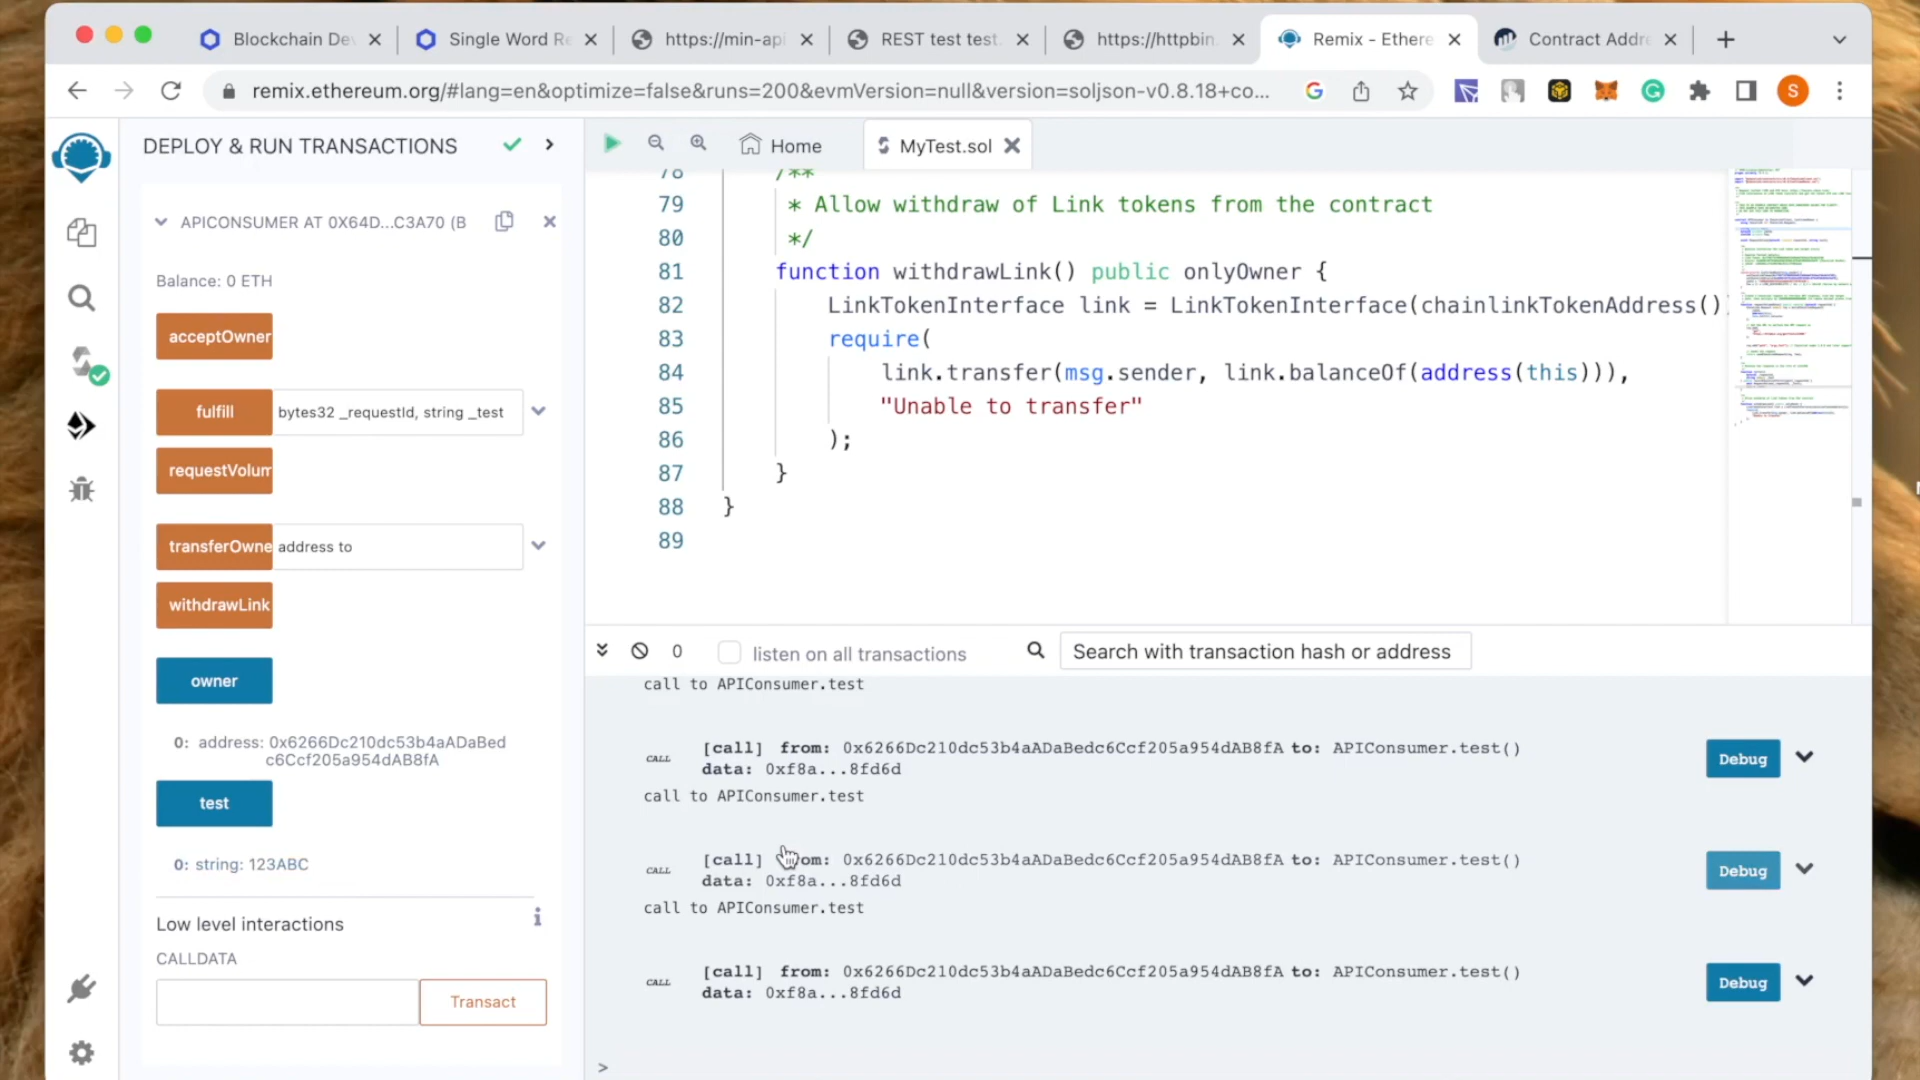 Blockchain De
Single Word Re
https://min-api
REST test test.
https://httpbin.
Remix - Ethere
Contract Addre
remix.ethereum.org/#lang=en&optimize=false&runs=200&evmVersion=null&version=soljson-v0.8.18+co...
S
DEPLOY & RUN TRANSACTIONS
Home
MyTest.sol
APICONSUMER AT 0X64D...C3A70 (B
Balance: 0 ETH
acceptOwner
fulfill
bytes32 _requestId, string _test
requestVolum
transferOwne
address to
withdrawLink
owner
0: address: 0x6266Dc210dc53b4aADaBed
c6Ccf205a954dAB8fA
test
0: string: 123ABC
Low level interactions
CALLDATA
Transact
78 /**
79 * Allow withdraw of Link tokens from the contract
80 */
81 function withdrawLink() public onlyOwner {
82 LinkTokenInterface link = LinkTokenInterface(chainlinkTokenAddress()
83 require(
84 link.transfer(msg.sender, link.balanceOf(address(this))),
85 "Unable to transfer"
86 );
87 }
88 }
89
0
listen on all transactions
Search with transaction hash or address
call to APIConsumer.test
CALL [call] from: 0x6266Dc210dc53b4aADaBedc6Ccf205a954dAB8fA to: APIConsumer.test()
data: 0xf8a...8fd6d
Debug
call to APIConsumer.test
CALL [call] from: 0x6266Dc210dc53b4aADaBedc6Ccf205a954dAB8fA to: APIConsumer.test()
data: 0xf8a...8fd6d
Debug
call to APIConsumer.test
CALL [call] from: 0x6266Dc210dc53b4aADaBedc6Ccf205a954dAB8fA to: APIConsumer.test()
data: 0xf8a...8fd6d
Debug
>